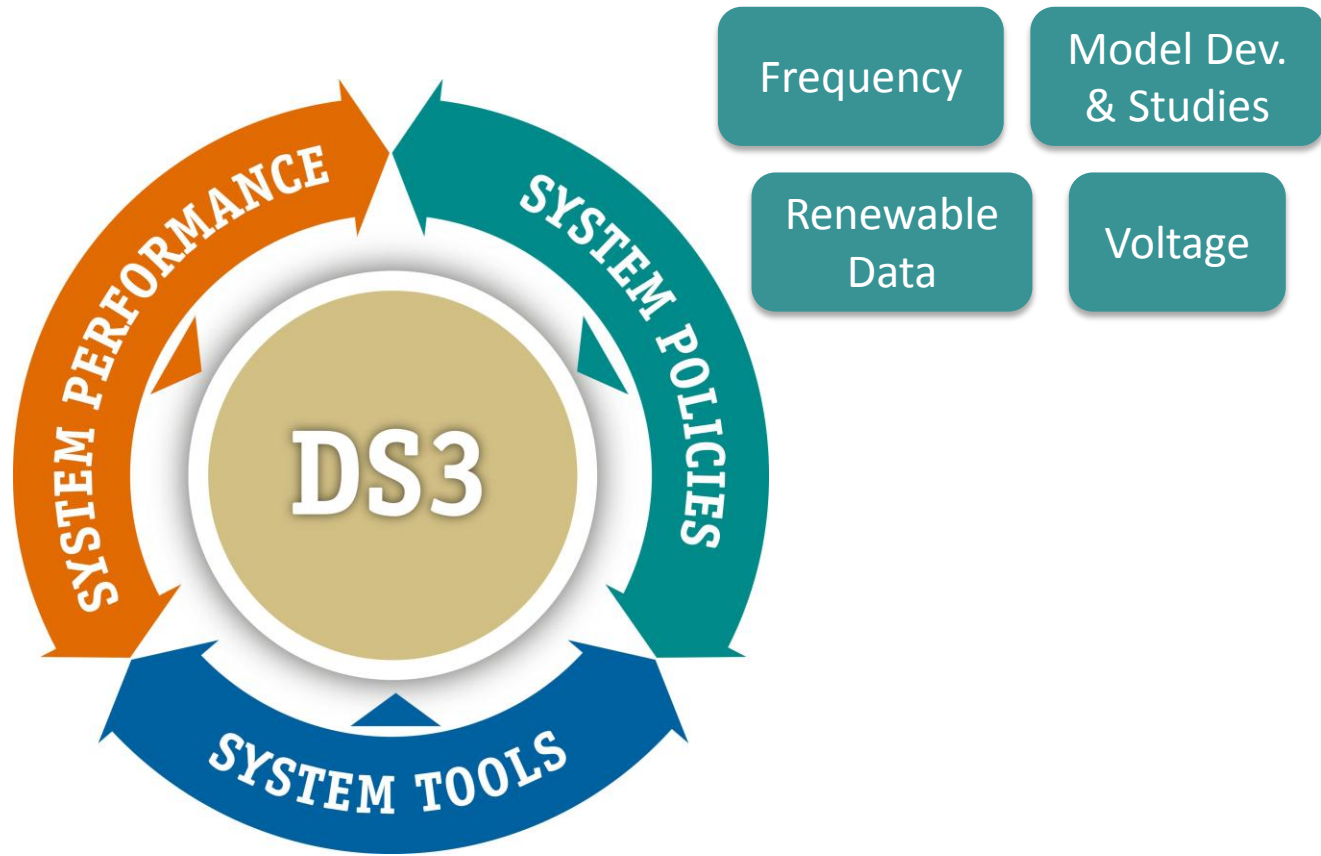 Frequency
Model Dev.
& Studies
Renewable
Data
Voltage
SYSTEM PERFORMANCE
SYSTEM POLICIES
DS3
SYSTEM TOOLS